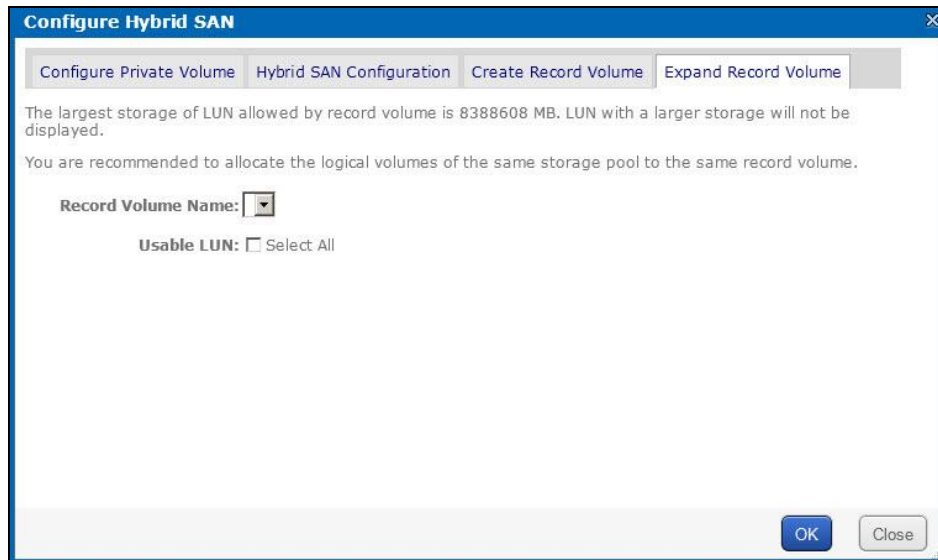 Configure Hybrid SAN
Configure Private Volume Hybrid SAN Configuration Create Record Volume Expand Record Volume
The largest storage of LUN allowed by record volume is 8388608 MB. LUN with a larger storage will not be
displayed.
You are recommended to allocate the logical volumes of the same storage pool to the same record volume.
Record Volume Name:
Usable LUN: Select All
OK Close